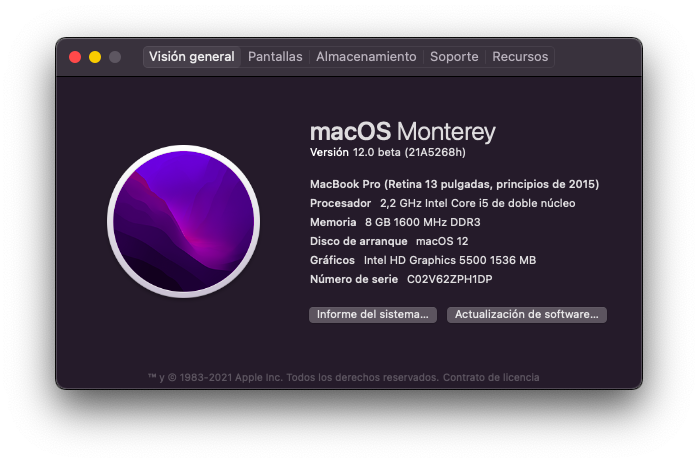 Visión general Pantallas Almacenamiento Soporte Recursos
macOS Monterey
Versión 12.0 beta (21A5268h)
MacBook Pro (Retina 13 pulgadas, principios de 2015)
Procesador 2,2 GHz Intel Core i5 de doble núcleo
Memoria 8 GB 1600 MHz DDR3
Disco de arranque macOS 12
Gráficos Intel HD Graphics 5500 1536 MB
Número de serie C02V62ZPH1DP
Informe del sistema... Actualización de software...
™ y © 1983-2021 Apple Inc. Todos los derechos reservados. Contrato de licencia